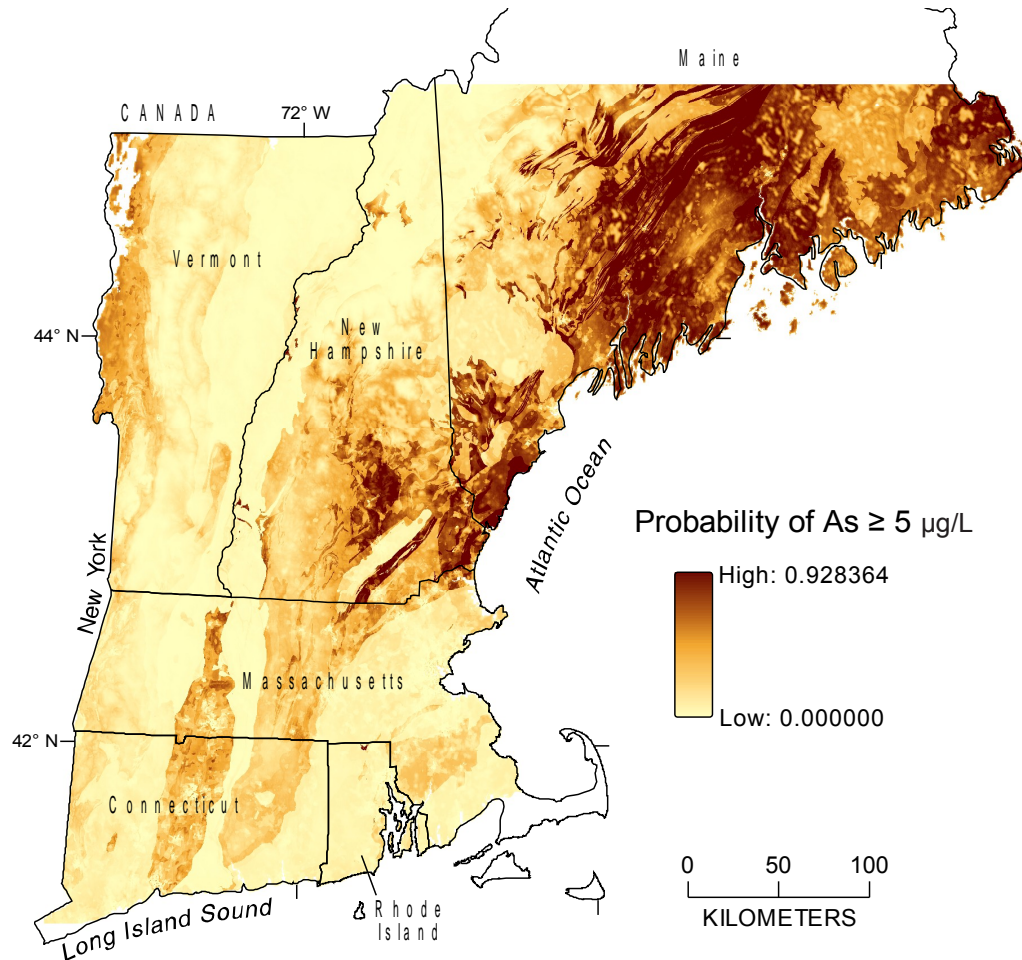 Maine
CANADA
72° W
Vermont
New
Hampshire
44° N
Atlantic Ocean
Probability of As ≥ 5 µg/L
High: 0.928364
Low: 0.000000
New York
Massachusetts
42° N
Connecticut
0 50 100
KILOMETERS
Long Island Sound
Rhode
Island